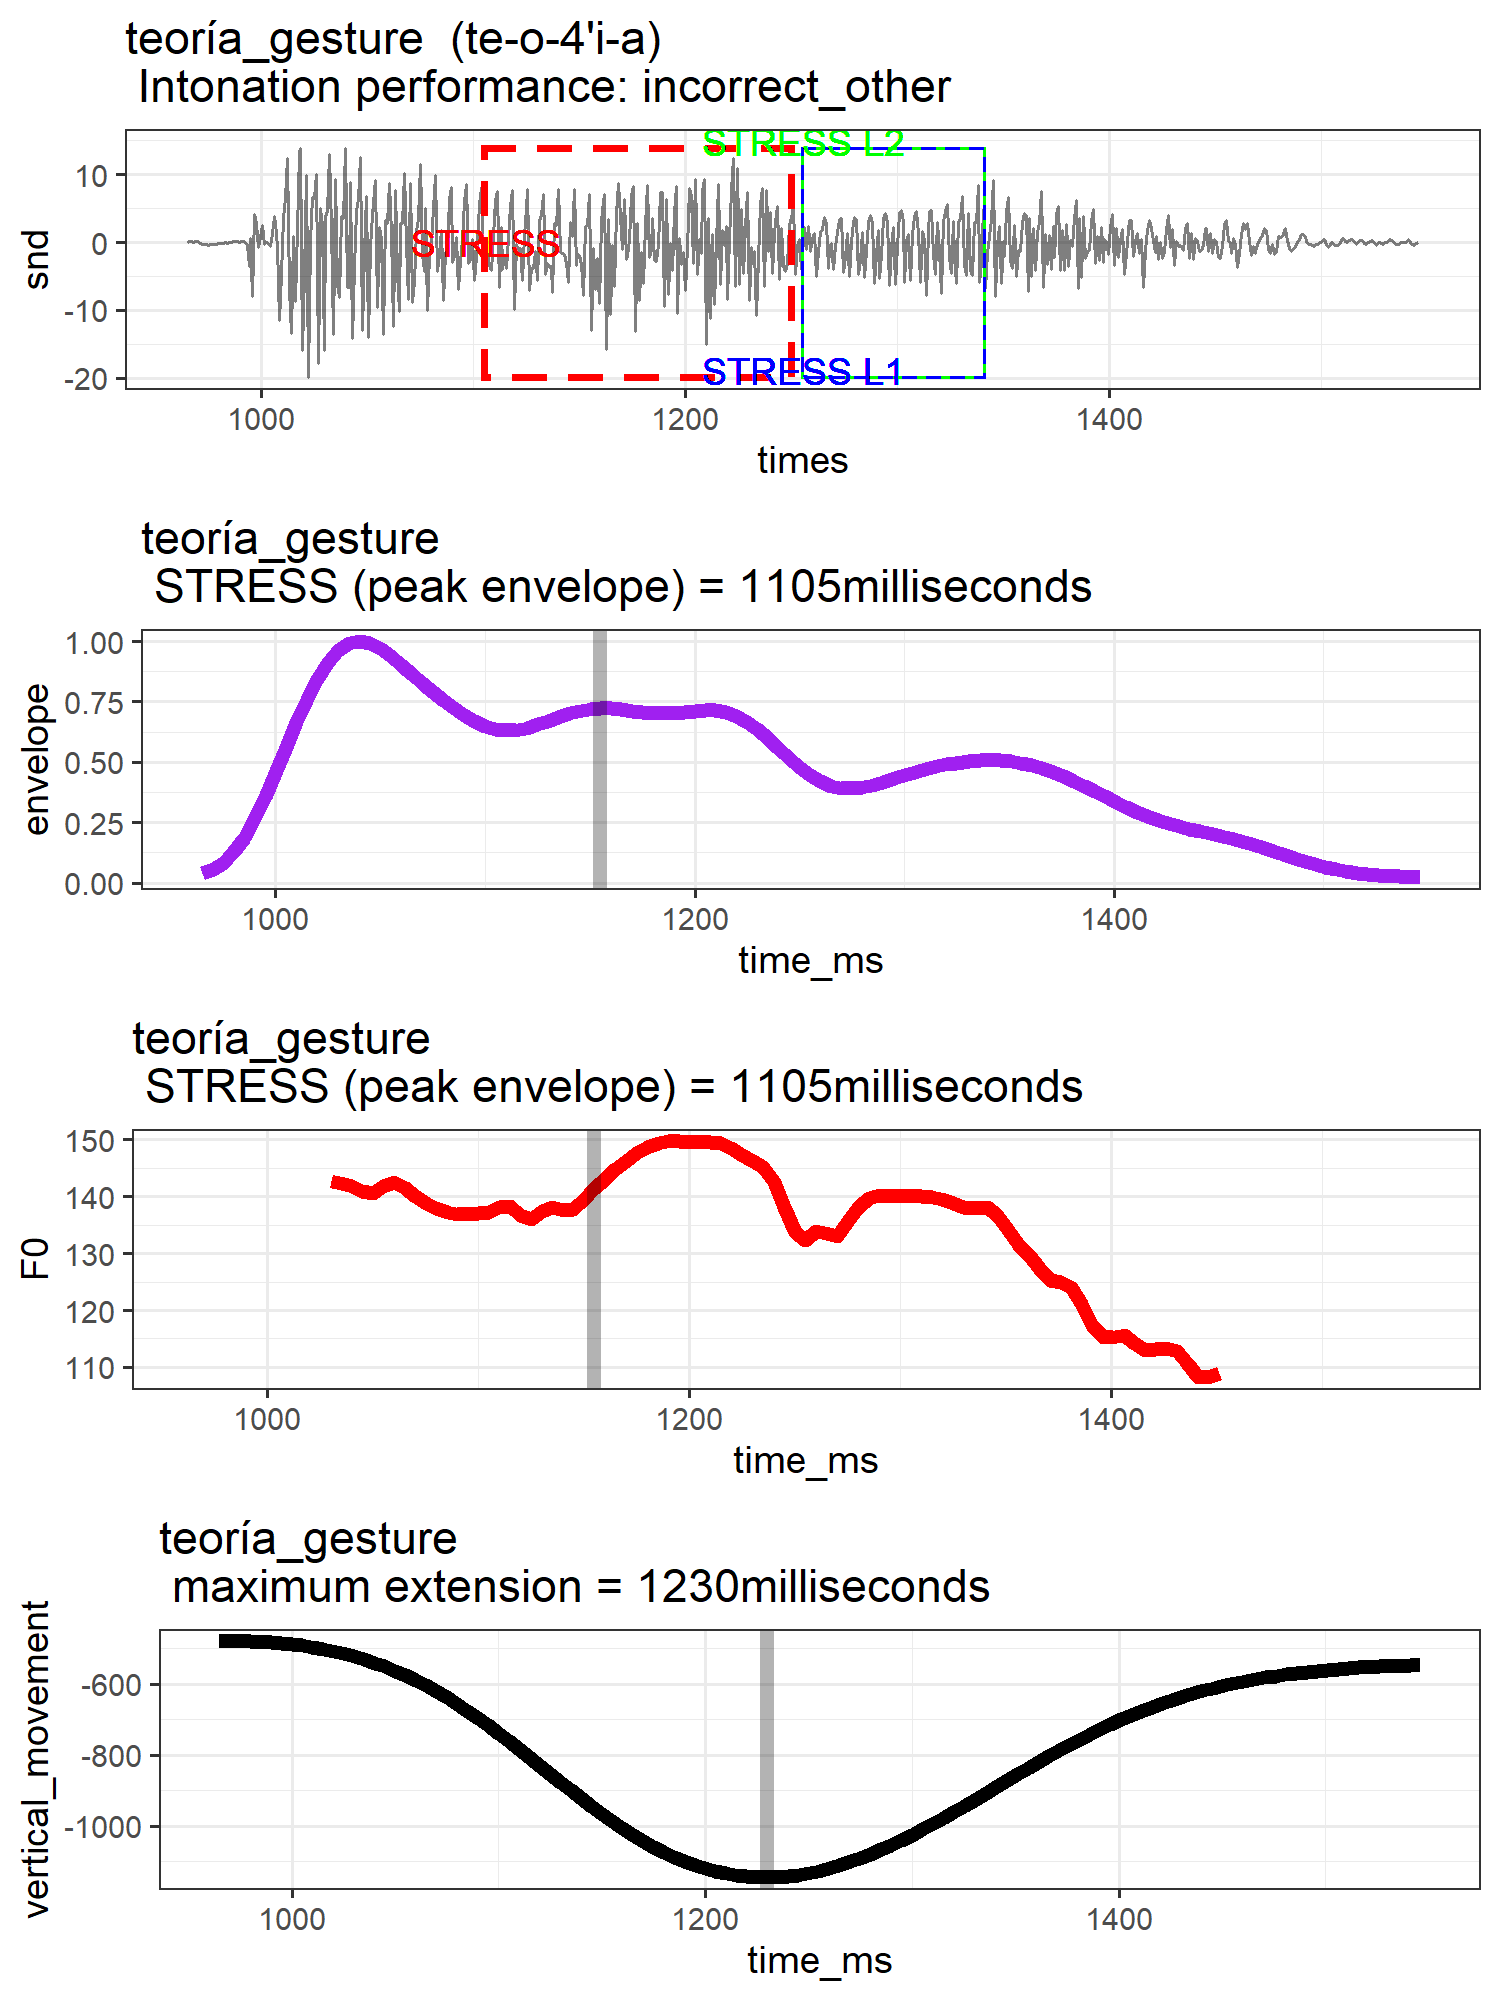 teoría_gesture  (te-o-4'i-a)
Intonation performance: incorrect_other
STRESS L2
10
STRESS
0
-10
STRESS L1
-20
snd
1000 1200 1400
times
teoría_gesture
STRESS (peak envelope) = 1105milliseconds
1.00
0.75
0.50
0.25
0.00
envelope
1000 1200 1400
time_ms
teoría_gesture
STRESS (peak envelope) = 1105milliseconds
150
140
130
120
110
F0
1000 1200 1400
time_ms
teoría_gesture
maximum extension = 1230milliseconds
-600
-800
-1000
vertical_movement
1000 1200 1400
time_ms